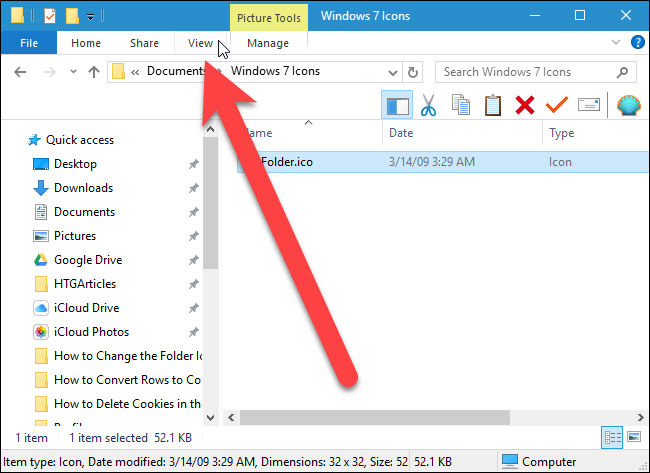 Picture Tools Windows 7 Icons
File Home Share View Manage
« Documents Windows 7 Icons Search Windows 7 Icons
Name Date Type
Quick access
Folder.ico 3/14/09 3:29 AM Icon
Desktop
Downloads
Documents
Pictures
Google Drive
HTGArticles
iCloud Drive
iCloud Photos
How to Change the Folder Ic
How to Convert Rows to Co
How to Delete Cookies in th
1 item 1 item selected 52.1 KB
Item type: Icon, Date modified: 3/14/09 3:29 AM, Dimensions: 32 x 32, Size: 52 52.1 KB Computer